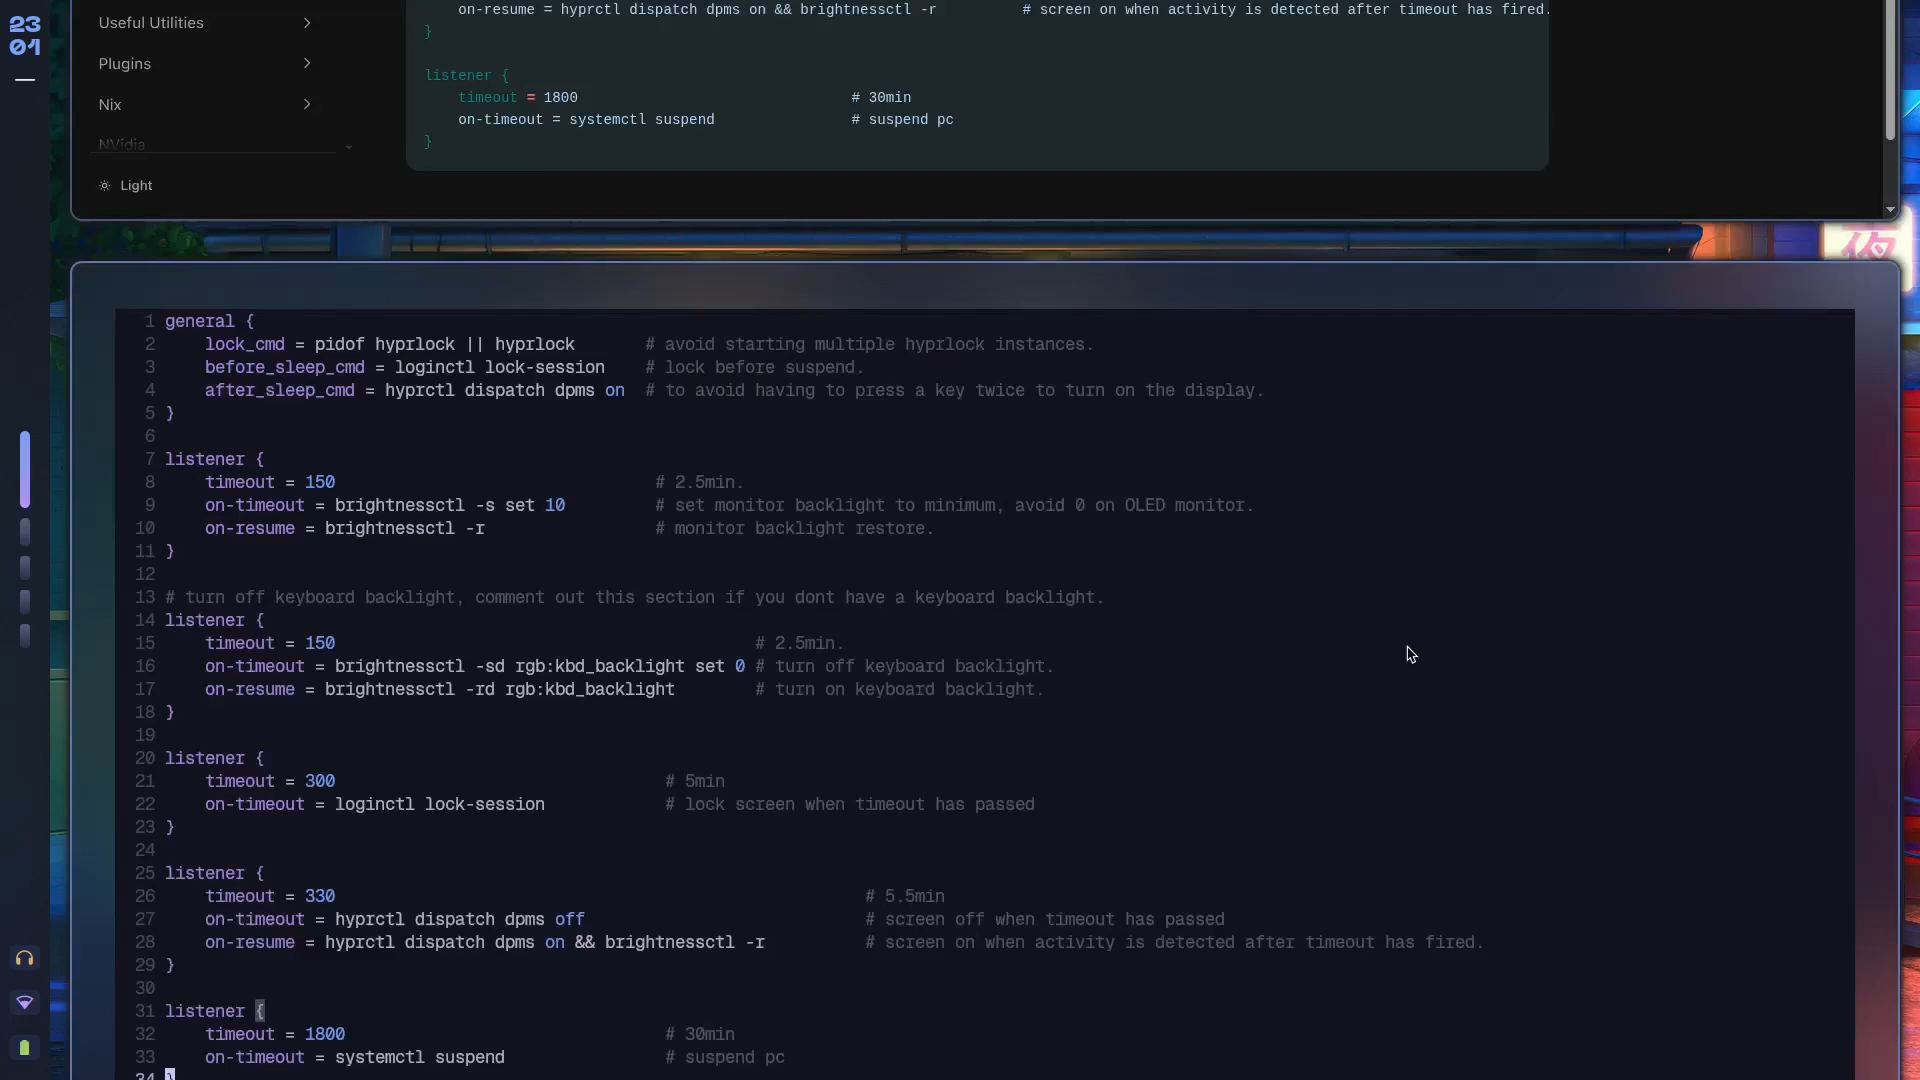 23
01
Useful Utilities
Plugins
Nix
NVidia
Light
on-resume = hyprctl dispatch dpms on && brightnessctl -r # screen on when activity is detected after timeout has fired.
}
listener {
timeout = 1800 # 30min
on-timeout = systemctl suspend # suspend pc
}
夜
1 general {
2 lock_cmd = pidof hyprlock || hyprlock # avoid starting multiple hyprlock instances.
3 before_sleep_cmd = loginctl lock-session # lock before suspend.
4 after_sleep_cmd = hyprctl dispatch dpms on # to avoid having to press a key twice to turn on the display.
5 }
6
7 listener {
8 timeout = 150 # 2.5min.
9 on-timeout = brightnessctl -s set 10 # set monitor backlight to minimum, avoid 0 on OLED monitor.
10 on-resume = brightnessctl -r # monitor backlight restore.
11 }
12
13 # turn off keyboard backlight, comment out this section if you dont have a keyboard backlight.
14 listener {
15 timeout = 150 # 2.5min.
16 on-timeout = brightnessctl -sd rgb:kbd_backlight set 0 # turn off keyboard backlight.
17 on-resume = brightnessctl -rd rgb:kbd_backlight # turn on keyboard backlight.
18 }
19
20 listener {
21 timeout = 300 # 5min
22 on-timeout = loginctl lock-session # lock screen when timeout has passed
23 }
24
25 listener {
26 timeout = 330 # 5.5min
27 on-timeout = hyprctl dispatch dpms off # screen off when timeout has passed
28 on-resume = hyprctl dispatch dpms on && brightnessctl -r # screen on when activity is detected after timeout has fired.
29 }
30
31 listener {
32 timeout = 1800 # 30min
33 on-timeout = systemctl suspend # suspend pc
34 }